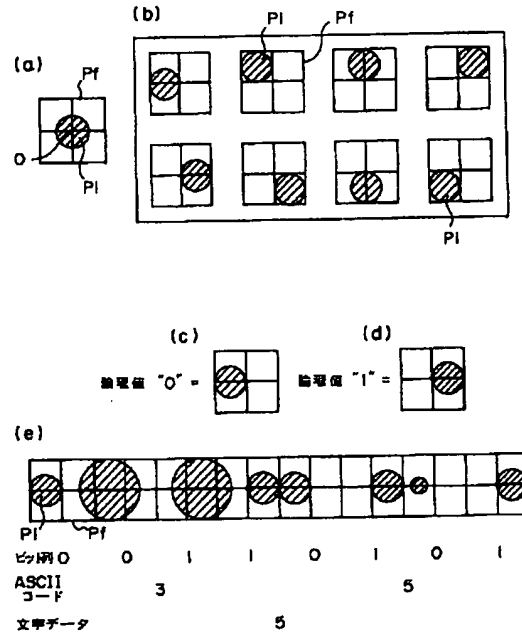 (a)
Pf
O
Pl
(b)
Pl
Pf
Pl
(c)
論理値 "0" =
(d)
論理値 "1" =
(e)
Pl
Pf
ビット列 0 0 1 1 0 1 0 1
ASCII コード 3 5
文字データ 5